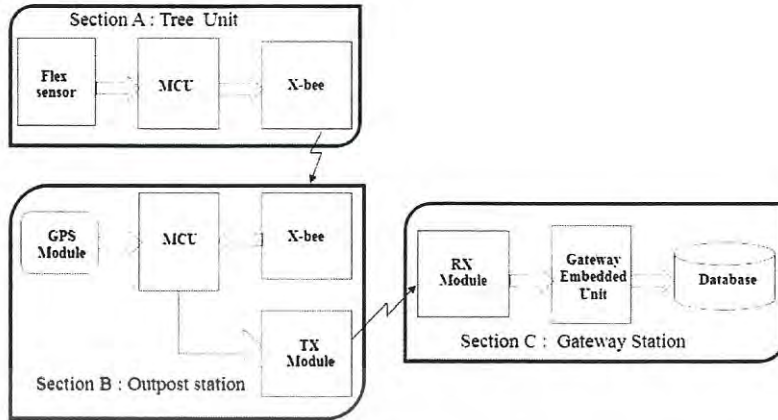 Section A : Tree Unit
Flex
sensor
MCU
X-bee
GPS
Module
MCU
X-bee
TX
Module
Section B : Outpost station
RX
Module
Gateway
Embedded
Unit
Database
Section C : Gateway Station